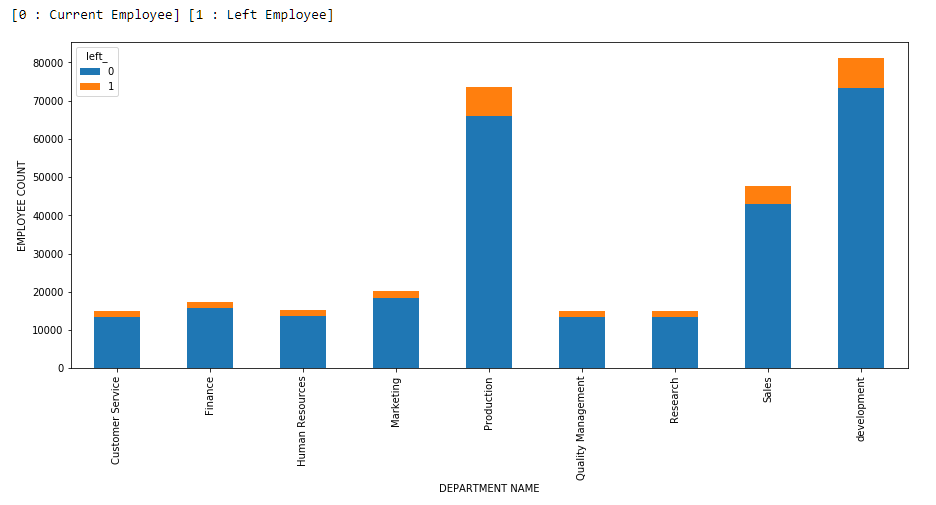 [0 : Current Employee] [1 : Left Employee]
left_
0
1
80000
70000
60000
50000
40000
30000
20000
10000
0
EMPLOYEE COUNT
Customer Service
Finance
Human Resources
Marketing
Production
Quality Management
Research
Sales
development
DEPARTMENT NAME